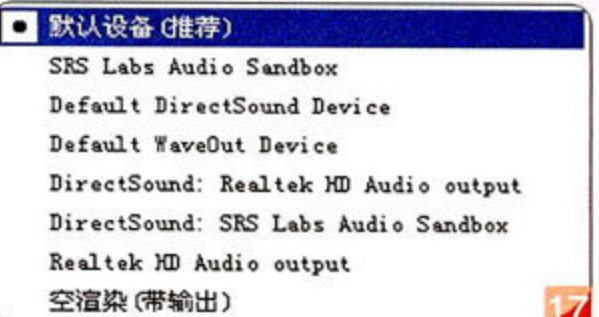 默认设备(推荐)
SRS Labs Audio Sandbox
Default DirectSound Device
Default WaveOut Device
DirectSound: Realtek HD Audio output
DirectSound: SRS Labs Audio Sandbox
Realtek HD Audio output
空渲染(带输出)
17